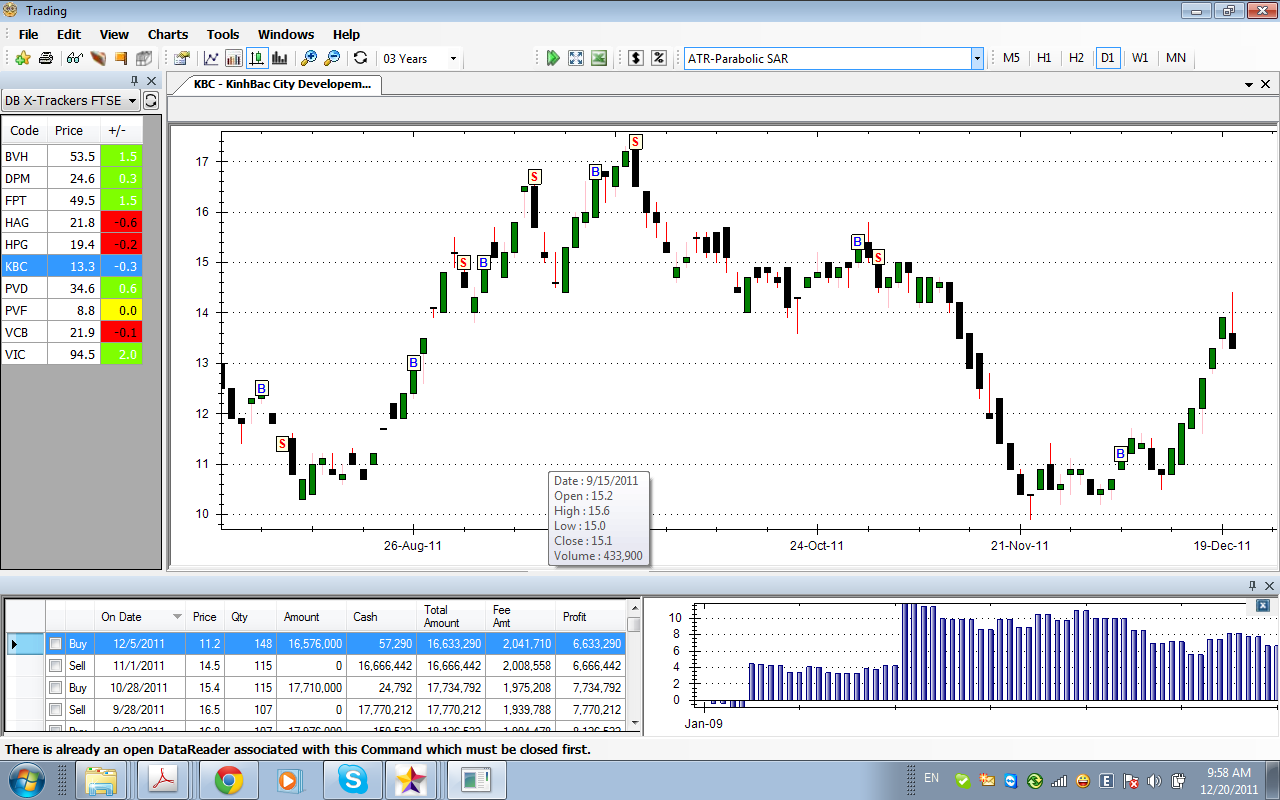 Trading
File Edit View Charts Tools Windows Help
03 Years ATR-Parabolic SAR M5 H1 H2 D1 W1 MN
KBC - KinhBac City Developem...
DB X-Trackers FTSE
Code Price +/-
BVH 53.5 1.5
DPM 24.6 0.3
FPT 49.5 1.5
HAG 21.8 -0.6
HPG 19.4 -0.2
KBC 13.3 -0.3
PVD 34.6 0.6
PVF 8.8 0.0
VCB 21.9 -0.1
VIC 94.5 2.0
17
16
15
14
13
12
11
10
B S B S B S B S B S B
26-Aug-11 24-Oct-11 21-Nov-11 19-Dec-11
Date : 9/15/2011
Open : 15.2
High : 15.6
Low : 15.0
Close : 15.1
Volume : 433,900
On Date Price Qty Amount Cash Total Amount Fee Amt Profit
Buy 12/5/2011 11.2 148 16,576,000 57,290 16,633,290 2,041,710 6,633,290
Sell 11/1/2011 14.5 115 0 16,666,442 16,666,442 2,008,558 6,666,442
Buy 10/28/2011 15.4 115 17,710,000 24,792 17,734,792 1,975,208 7,734,792
Sell 9/28/2011 16.5 107 0 17,770,212 17,770,212 1,939,788 7,770,212
10
8
6
4
2
0
Jan-09
There is already an open DataReader associated with this Command which must be closed first.
EN
9:58 AM
12/20/2011